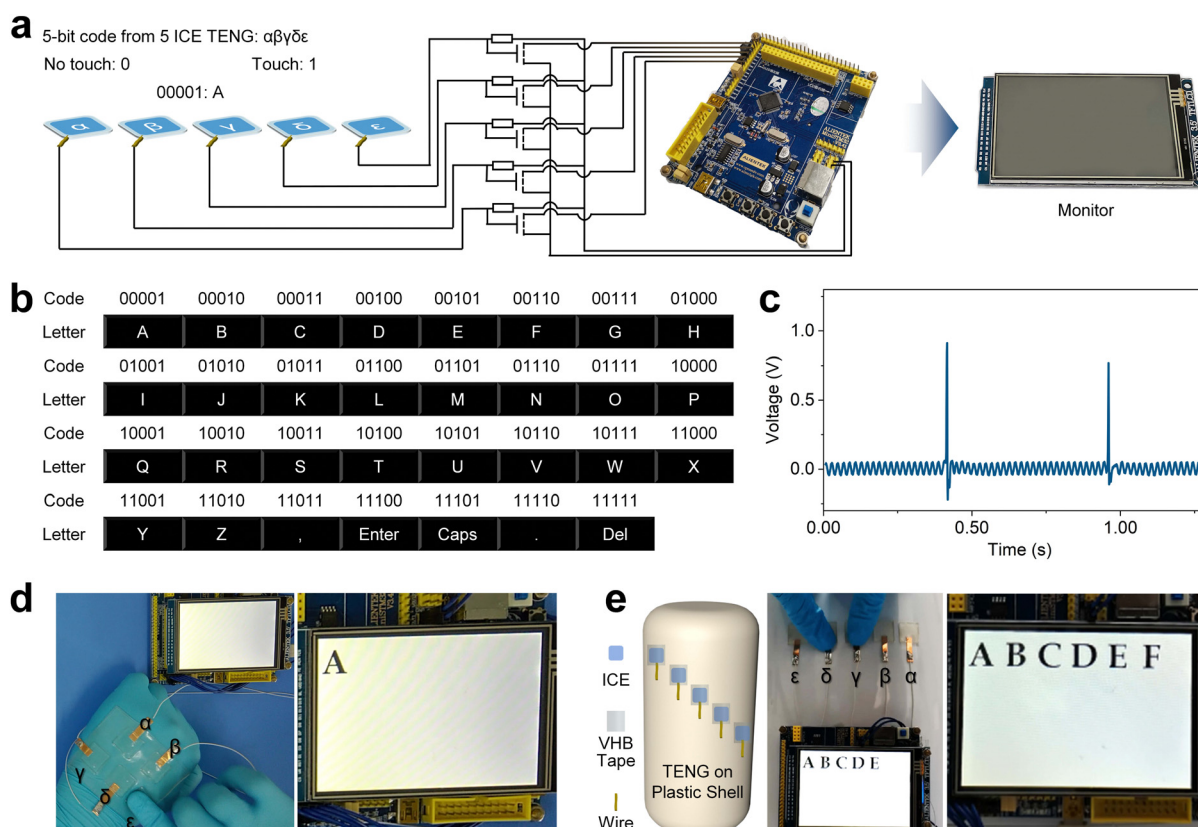 a
5-bit code from 5 ICE TENG: αβγδε
No touch: 0 Touch: 1
00001: A
α β γ δ ε
ALIENTEK
Monitor
b
Code 00001 00010 00011 00100 00101 00110 00111 01000
Letter A B C D E F G H
Code 01001 01010 01011 01100 01101 01110 01111 10000
Letter I J K L M N O P
Code 10001 10010 10011 10100 10101 10110 10111 11000
Letter Q R S T U V W X
Code 11001 11010 11011 11100 11101 11110 11111
Letter Y Z , Enter Caps . Del
c
Voltage (V)
1.0
0.5
0.0
0.00 0.50 1.00
Time (s)
d
α
β
γ
δ
ε
A
e
ICE
VHB
Tape
Wire
TENG on
Plastic Shell
ε δ γ β α
A B C D E
A B C D E F